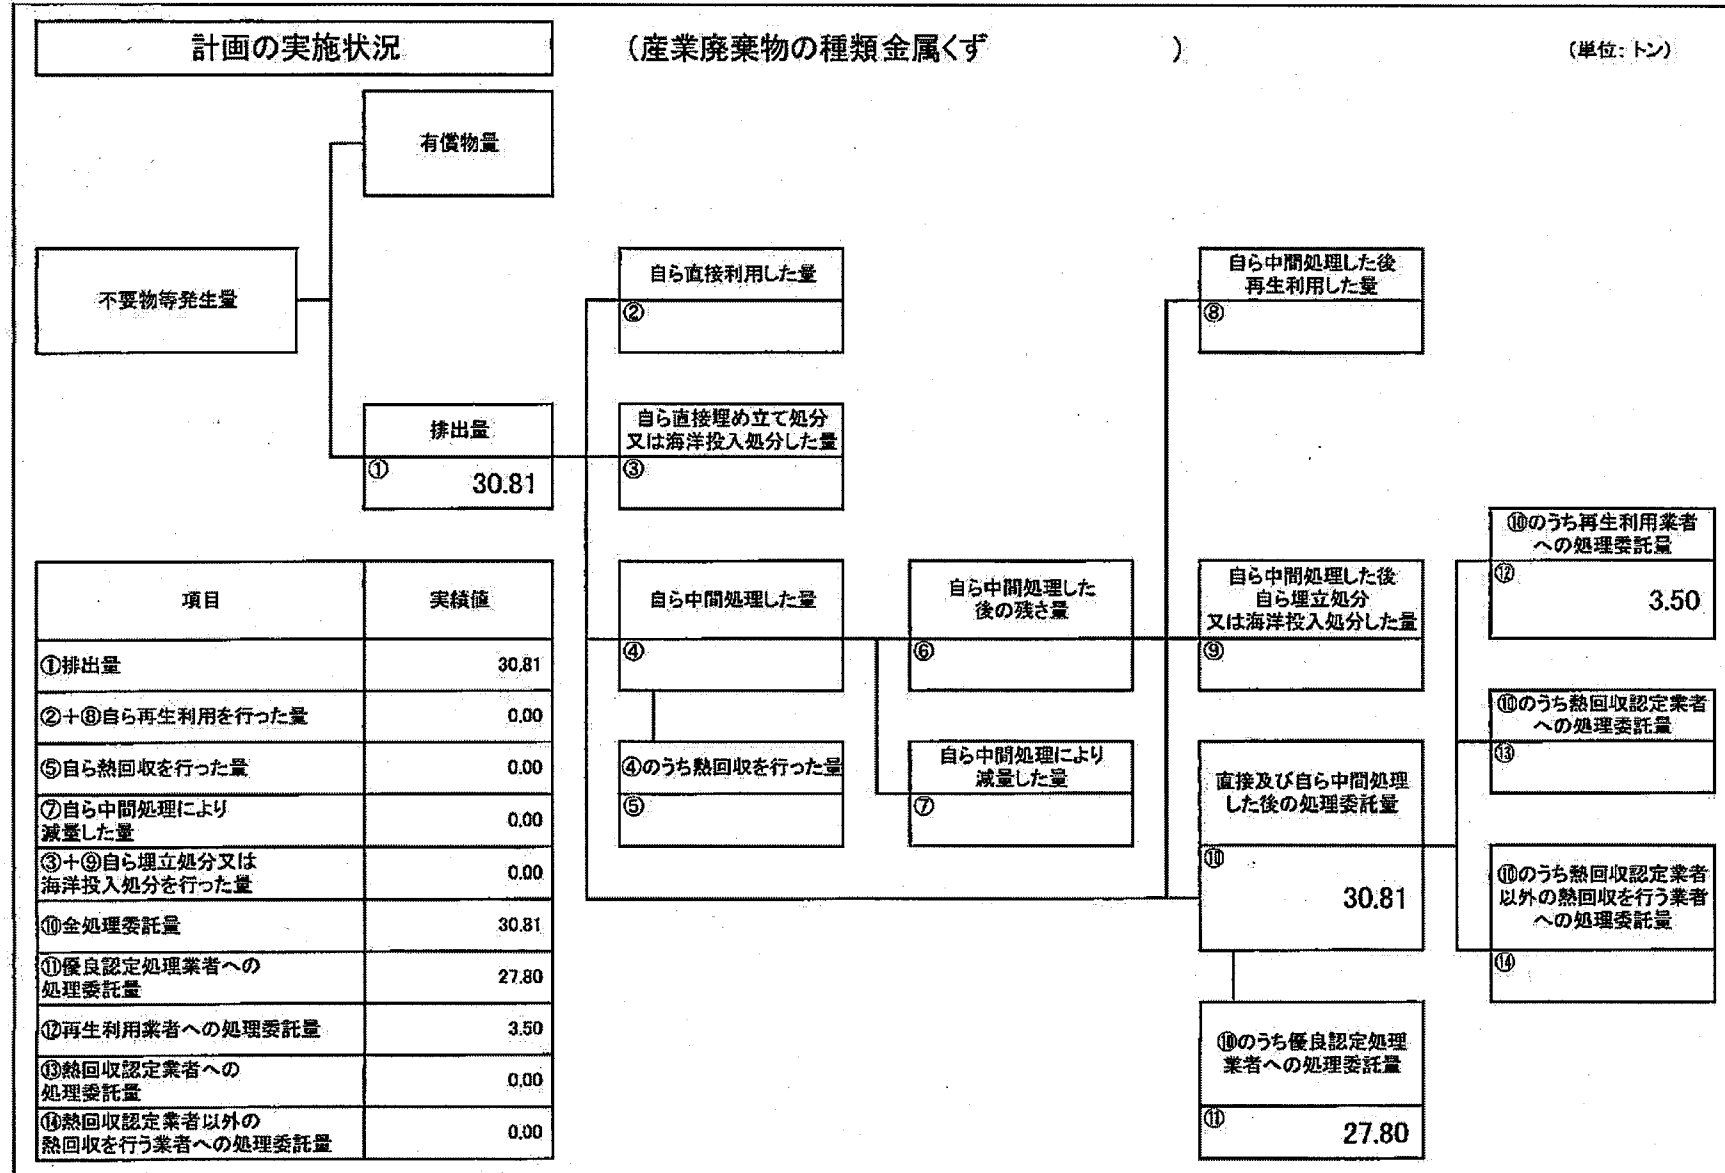 計画の実施状況
(産業廃棄物の種類金属くず )
(単位:トン)
有償物量
不要物等発生量
自ら直接利用した量
②
自ら中間処理した後
再生利用した量
⑧
排出量
①
30.81
自ら直接埋め立て処分
又は海洋投入処分した量
③
⑩のうち再生利用業者
への処理委託量
⑫
3.50
自ら中間処理した量
④
自ら中間処理した
後の残さ量
⑥
自ら中間処理した後
自ら埋立処分
又は海洋投入処分した量
⑨
⑩のうち熱回収認定業者
への処理委託量
⑬
④のうち熱回収を行った量
⑤
自ら中間処理により
減量した量
⑦
直接及び自ら中間処理
した後の処理委託量
⑩
30.81
⑩のうち熱回収認定業者
以外の熱回収を行う業者
への処理委託量
⑭
⑩のうち優良認定処理
業者への処理委託量
⑪
27.80
項目 実績値
①排出量 30.81
②+⑧自ら再生利用を行った量 0.00
⑤自ら熱回収を行った量 0.00
⑦自ら中間処理により
減量した量 0.00
③+⑨自ら埋立処分又は
海洋投入処分を行った量 0.00
⑩全処理委託量 30.81
⑪優良認定処理業者への
処理委託量 27.80
⑫再生利用業者への処理委託量 3.50
⑬熱回収認定業者への
処理委託量 0.00
⑭熱回収認定業者以外の
熱回収を行う業者への処理委託量 0.00